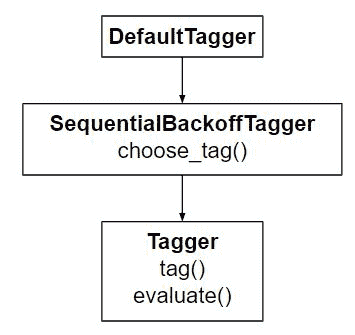 DefaultTagger
SequentialBackoffTagger
choose_tag()
Tagger
tag()
evaluate()